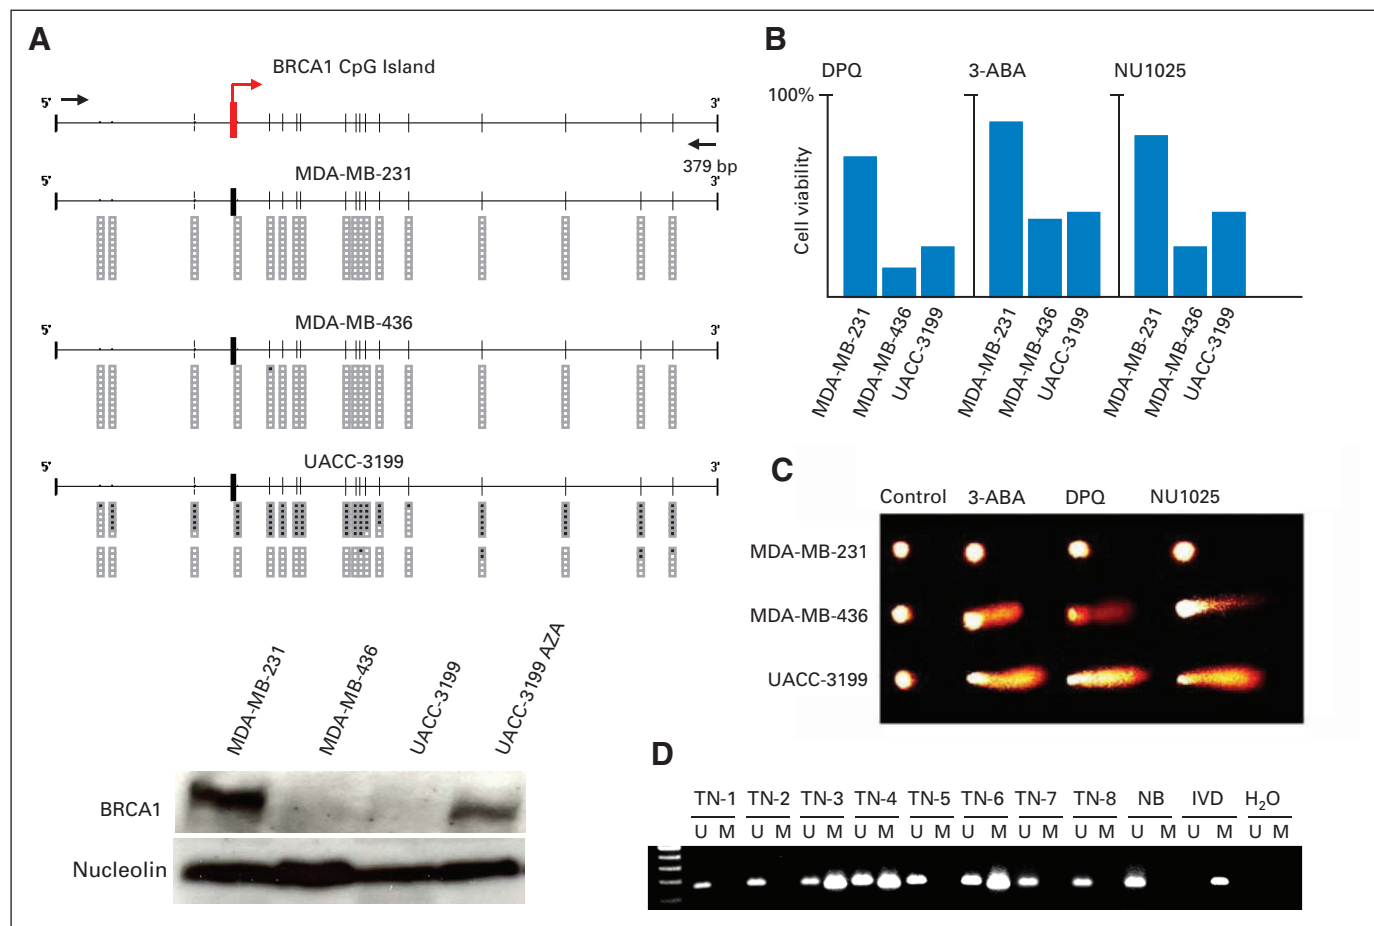 A
BRCA1 CpG Island
5' 3'
379 bp
MDA-MB-231
5' 3'
MDA-MB-436
5' 3'
UACC-3199
5' 3'
MDA-MB-231 MDA-MB-436 UACC-3199 UACC-3199 AZA
BRCA1
Nucleolin
B
DPQ 3-ABA NU1025
100%
Cell viability
MDA-MB-231 MDA-MB-436 UACC-3199 MDA-MB-231 MDA-MB-436 UACC-3199 MDA-MB-231 MDA-MB-436 UACC-3199
C
Control 3-ABA DPQ NU1025
MDA-MB-231
MDA-MB-436
UACC-3199
D
TN-1 TN-2 TN-3 TN-4 TN-5 TN-6 TN-7 TN-8 NB IVD H₂O
U M U M U M U M U M U M U M U M U M U M U M